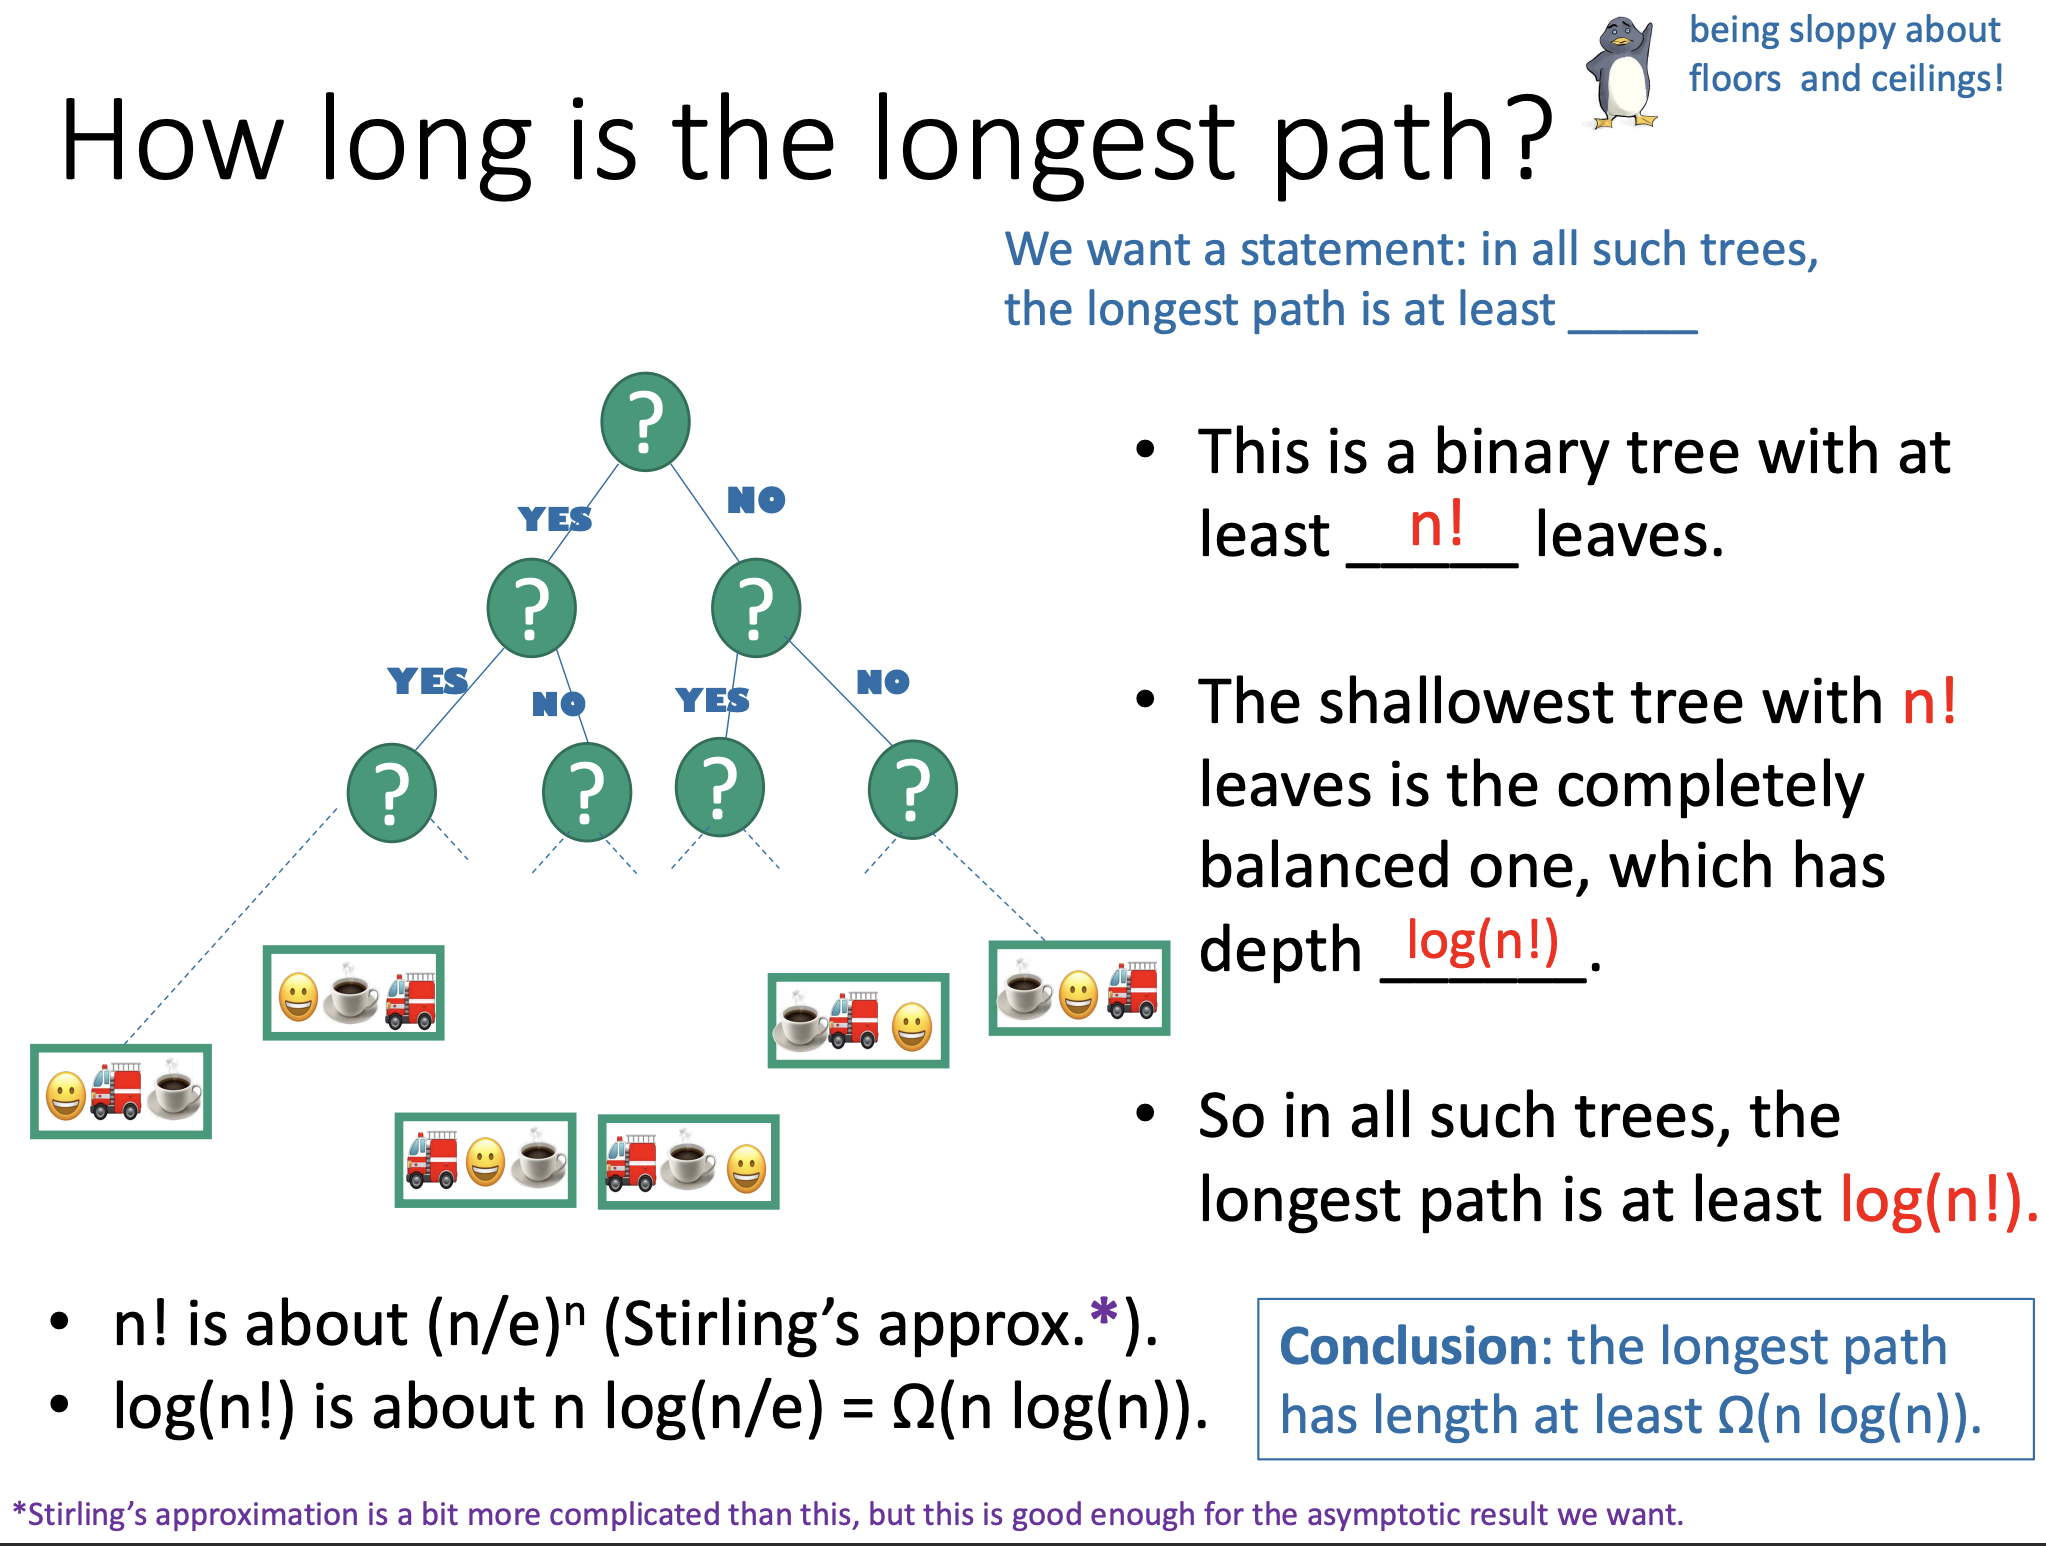 being sloppy about
floors and ceilings!
How long is the longest path?
We want a statement: in all such trees,
the longest path is at least _____
?
YES
NO
?
?
YES
NO
YES
NO
?
?
?
?
• This is a binary tree with at
least __n!__ leaves.
• The shallowest tree with n!
leaves is the completely
balanced one, which has
depth _log(n!)_.
• So in all such trees, the
longest path is at least log(n!).
• n! is about (n/e)ⁿ (Stirling’s approx.*).
• log(n!) is about n log(n/e) = Ω(n log(n)).
Conclusion: the longest path
has length at least Ω(n log(n)).
*Stirling’s approximation is a bit more complicated than this, but this is good enough for the asymptotic result we want.